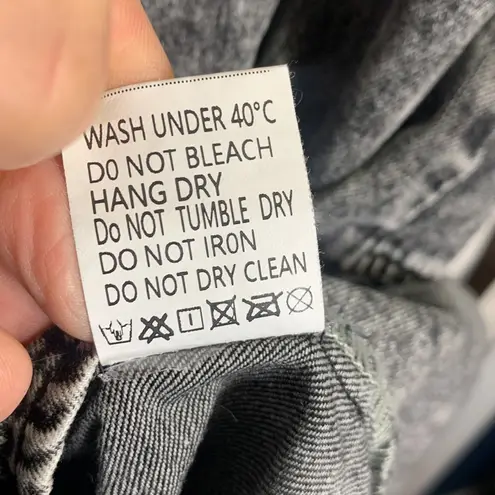 WASH UNDER 40°C
DO NOT BLEACH
HANG DRY
Do NOT TUMBLE DRY
DO NOT IRON
DO NOT DRY CLEAN